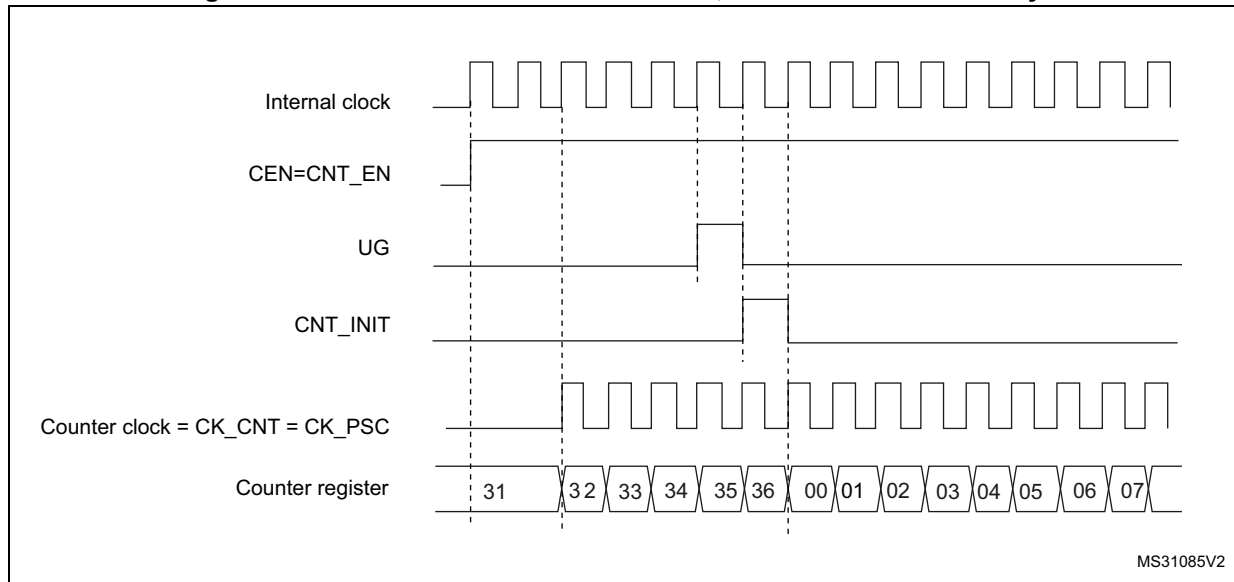 Internal clock
CEN=CNT_EN
UG
CNT_INIT
Counter clock = CK_CNT = CK_PSC
Counter register 31 32 33 34 35 36 00 01 02 03 04 05 06 07
MS31085V2